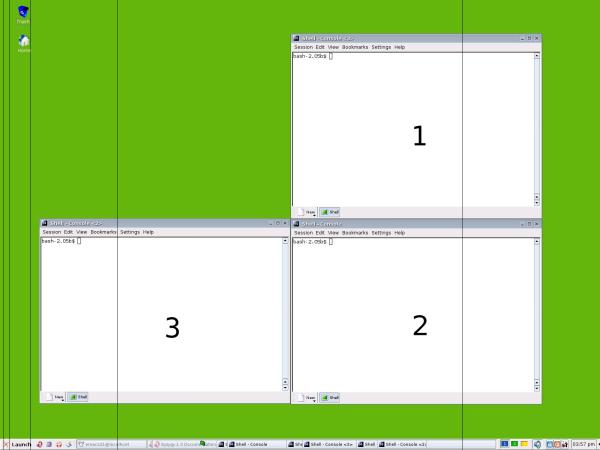 Trash
Home
Shell - Console <3>
Session Edit View Bookmarks Settings Help
bash-2.05b$
1
New Shell
Shell - Console <2>
Session Edit View Bookmarks Settings Help
bash-2.05b$
3
New Shell
Shell - Console
Session Edit View Bookmarks Settings Help
bash-2.05b$
2
New Shell
Launch
Shell - Console
She Shell - Console <3>
Shell Shell - Console <2>
1 2
03:57 pm